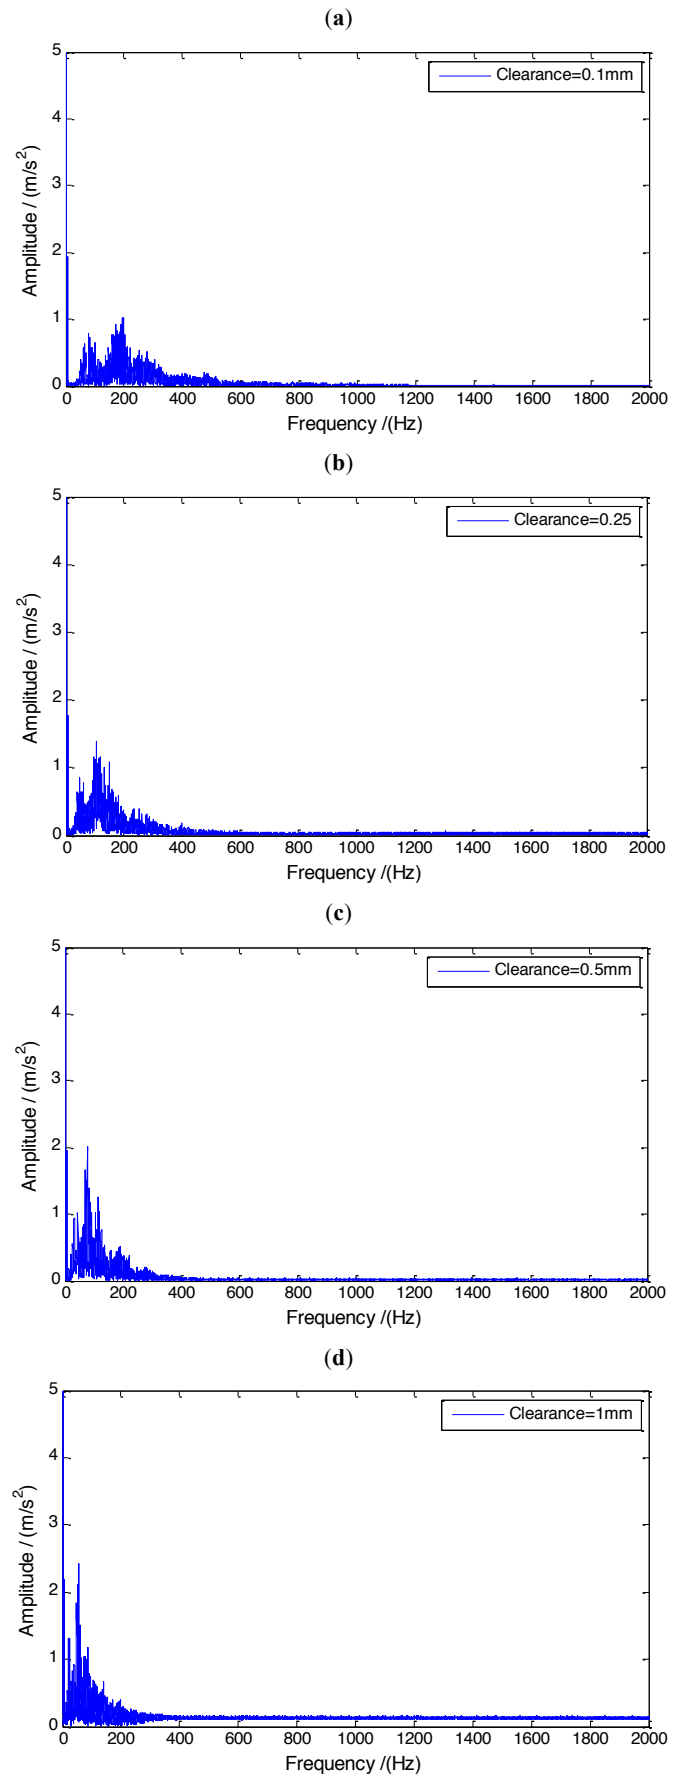 (a)
5
Clearance=0.1mm
4
3
2
1
0
Amplitude / (m/s2)
0 200 400 600 800 1000 1200 1400 1600 1800 2000
Frequency /(Hz)
(b)
5
Clearance=0.25
4
3
2
1
0
Amplitude / (m/s2)
0 200 400 600 800 1000 1200 1400 1600 1800 2000
Frequency /(Hz)
(c)
5
Clearance=0.5mm
4
3
2
1
0
Amplitude / (m/s2)
0 200 400 600 800 1000 1200 1400 1600 1800 2000
Frequency /(Hz)
(d)
5
Clearance=1mm
4
3
2
1
0
Amplitude / (m/s2)
0 200 400 600 800 1000 1200 1400 1600 1800 2000
Frequency /(Hz)